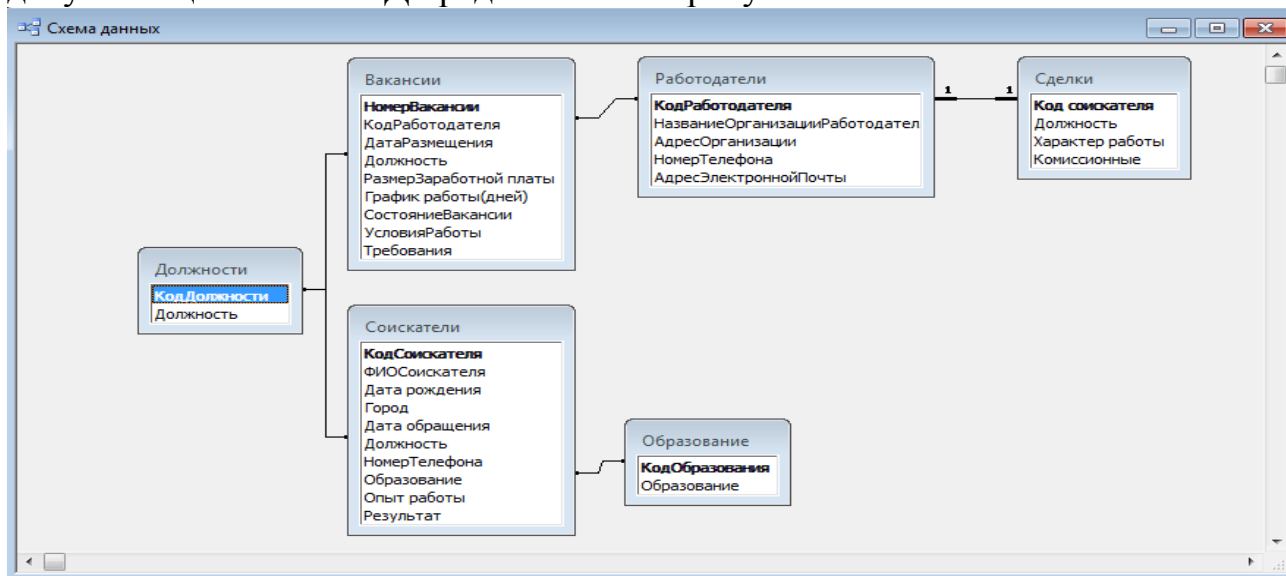 Схема данных
Вакансии
НомерВакансии
КодРаботодателя
ДатаРазмещения
Должность
РазмерЗаработной платы
График работы(дней)
СостояниеВакансии
УсловияРаботы
Требования
Работодатели
КодРаботодателя
НазваниеОрганизацииРаботодател
АдресОрганизации
НомерТелефона
АдресЭлектроннойПочты
1
1
Сделки
Код соискателя
Должность
Характер работы
Комиссионные
Должности
КодДолжности
Должность
Соискатели
КодСоискателя
ФИОСоискателя
Дата рождения
Город
Дата обращения
Должность
НомерТелефона
Образование
Опыт работы
Результат
Образование
КодОбразования
Образование